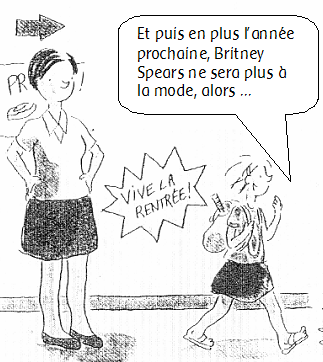 Et puis en plus l'année
prochaine, Britney
Spears ne sera plus à
la mode, alors ...
PR
!
VIVE LA
RENTRÉE!